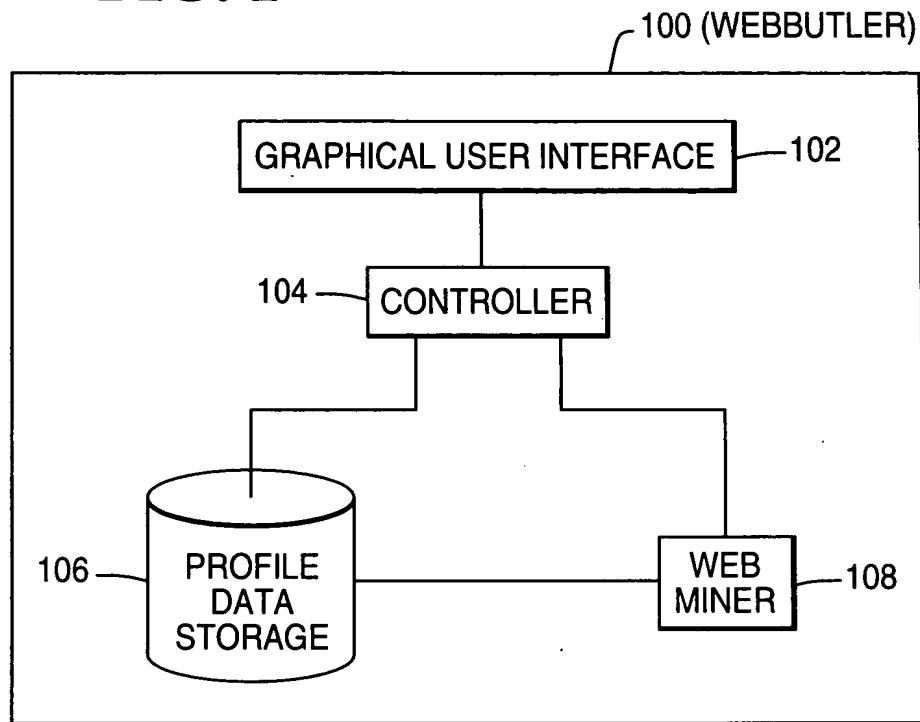 100 (WEBBUTLER)
GRAPHICAL USER INTERFACE
102
104
CONTROLLER
106
PROFILE
DATA
STORAGE
WEB
MINER
108